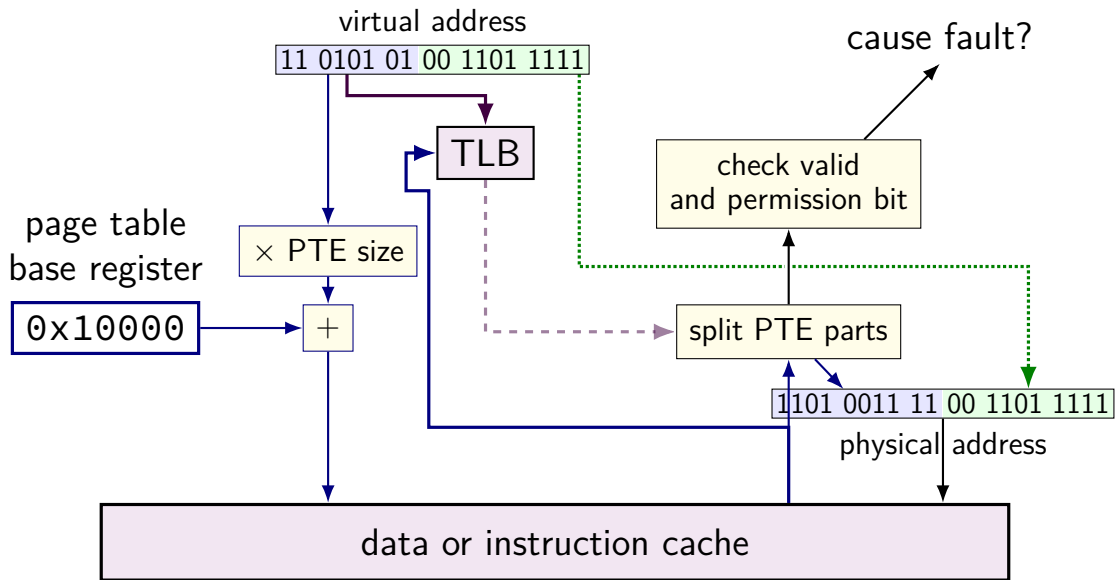 virtual address
11 0101 01 00 1101 1111
cause fault?
TLB
check valid
and permission bit
page table
base register
× PTE size
0x10000
+
split PTE parts
1101 0011 11 00 1101 1111
physical address
data or instruction cache